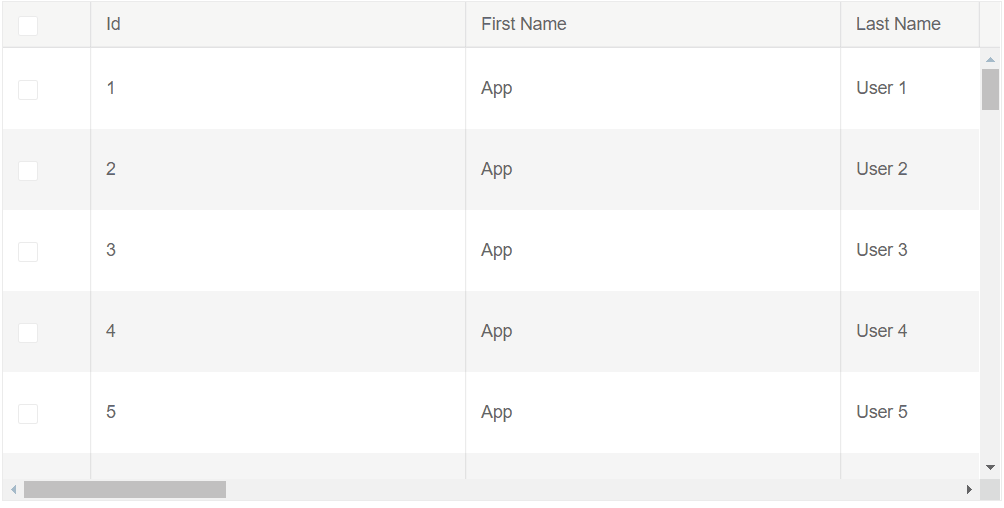 Id First Name Last Name
1 App User 1
2 App User 2
3 App User 3
4 App User 4
5 App User 5